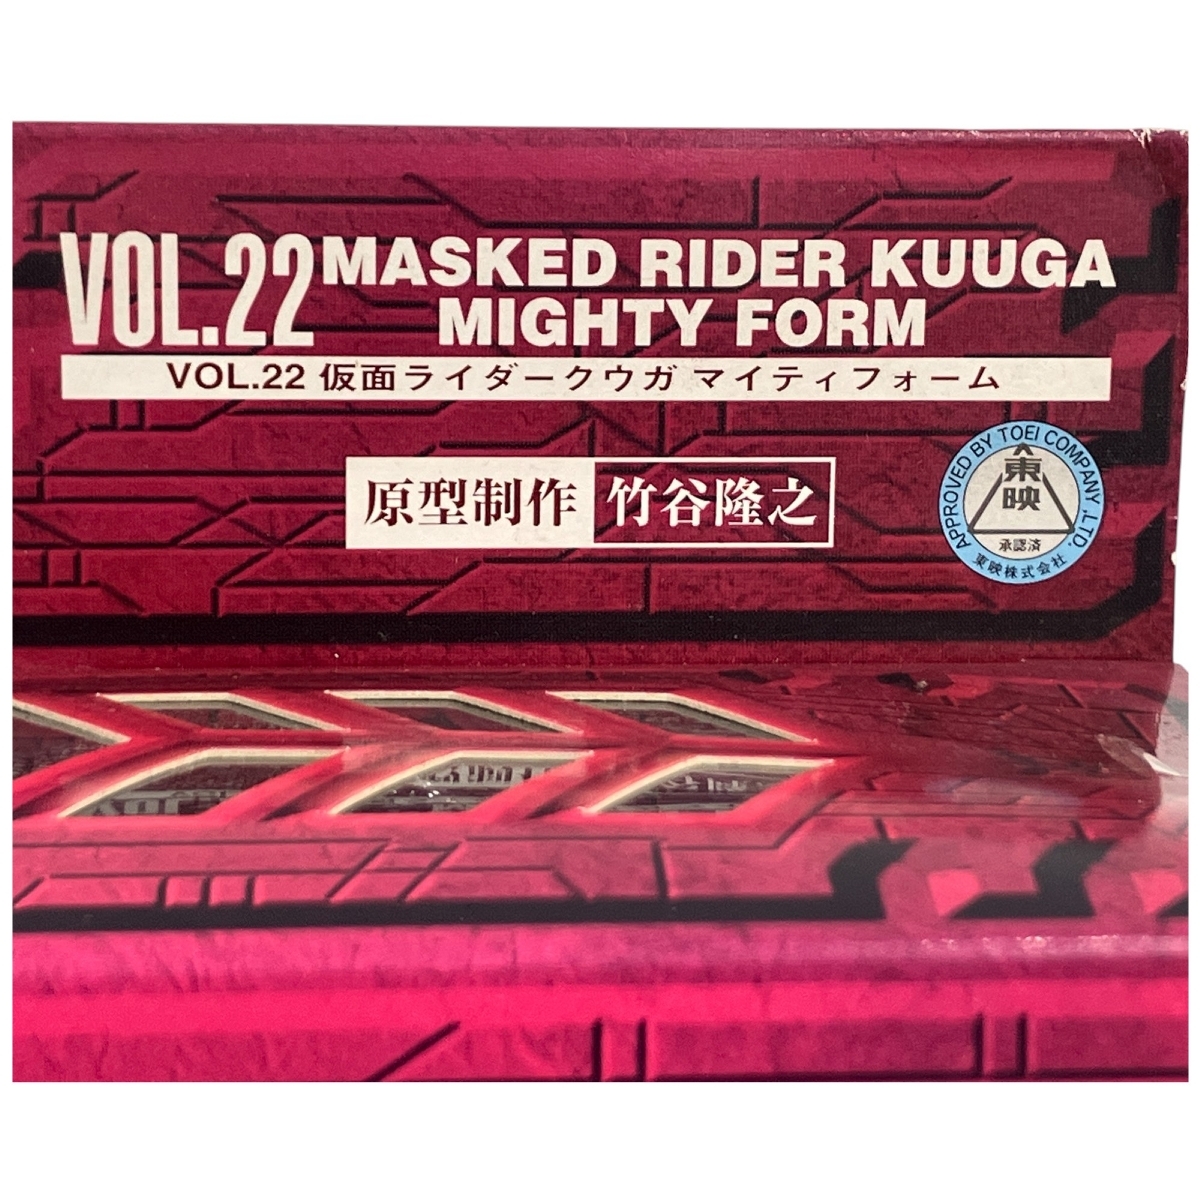 VOL.22 MASKED RIDER KUUGA
MIGHTY FORM
VOL.22 仮面ライダークウガ マイティフォーム
原型制作 竹谷隆之
APPROVED BY TOEI COMPANY,LTD.
東映
承認済
東映株式会社